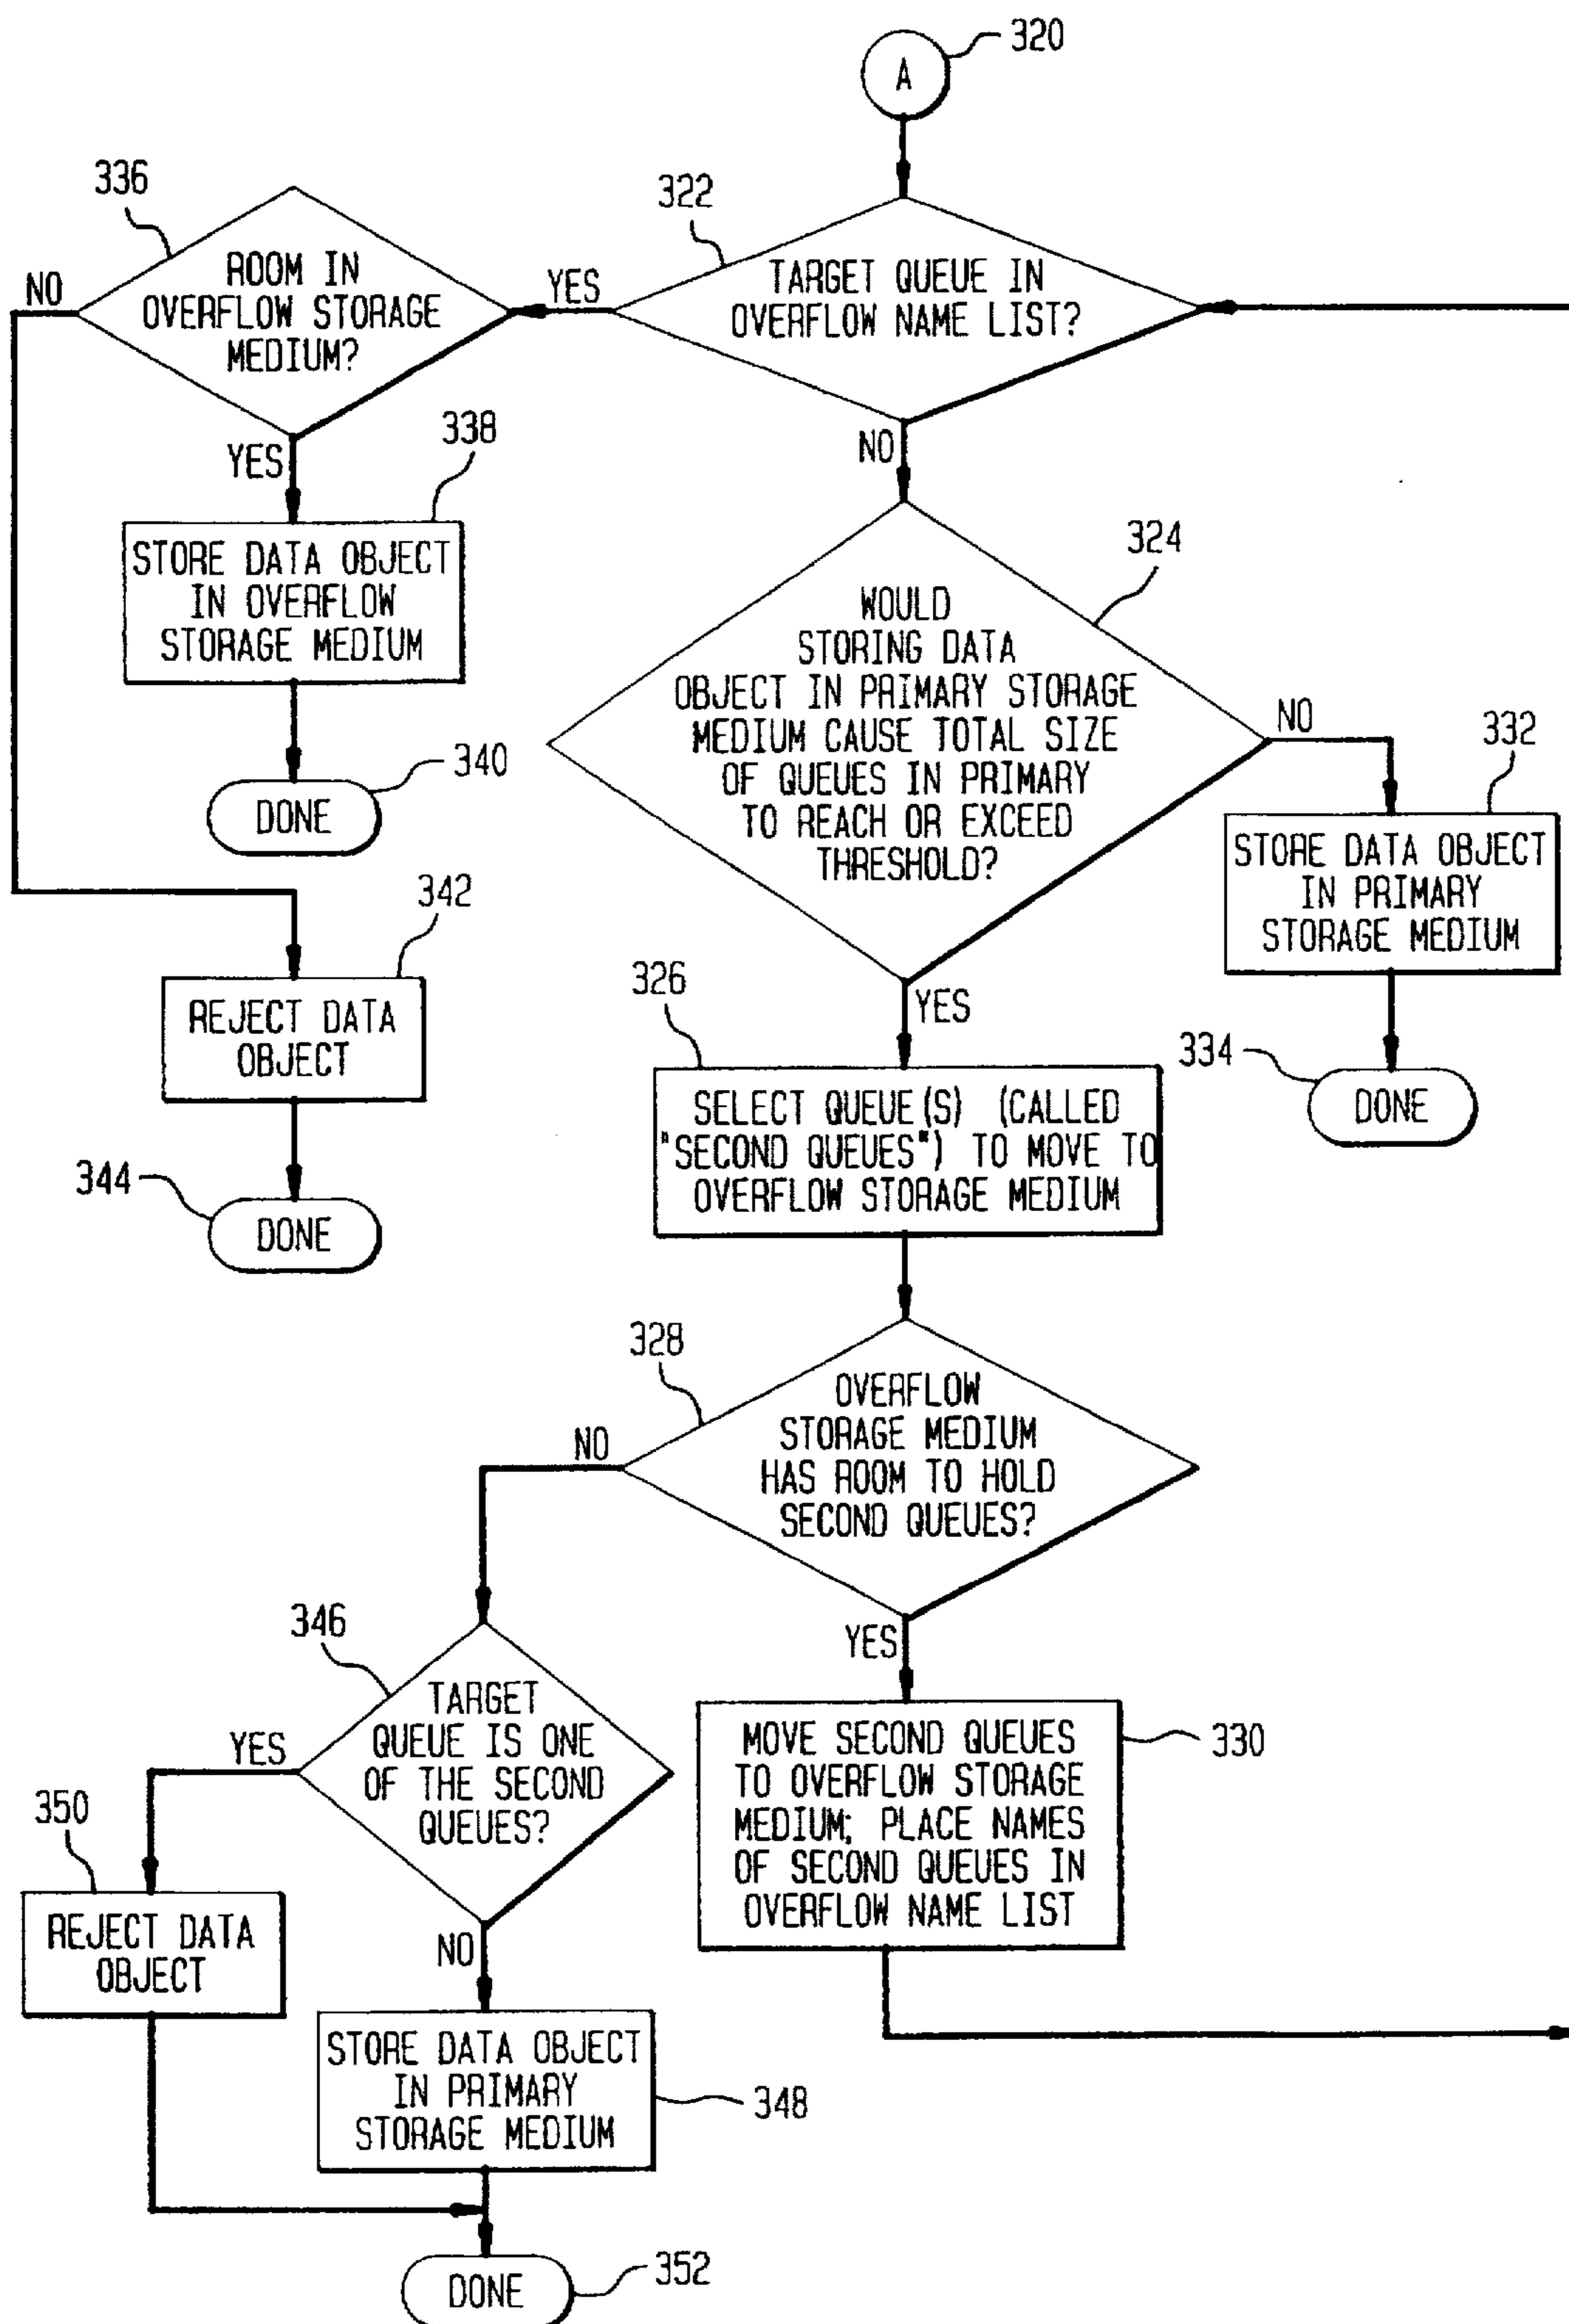 320
A
336
322
ROOM IN
OVERFLOW STORAGE
MEDIUM?
NO
YES
TARGET QUEUE IN
OVERFLOW NAME LIST?
YES
338
NO
STORE DATA OBJECT
IN OVERFLOW
STORAGE MEDIUM
324
WOULD
STORING DATA
OBJECT IN PRIMARY STORAGE
MEDIUM CAUSE TOTAL SIZE
OF QUEUES IN PRIMARY
TO REACH OR EXCEED
THRESHOLD?
NO
332
340
DONE
STORE DATA OBJECT
IN PRIMARY
STORAGE MEDIUM
342
REJECT DATA
OBJECT
326
YES
334
DONE
SELECT QUEUE(S) (CALLED
"SECOND QUEUES") TO MOVE TO
OVERFLOW STORAGE MEDIUM
344
DONE
328
OVERFLOW
STORAGE MEDIUM
HAS ROOM TO HOLD
SECOND QUEUES?
NO
346
YES
TARGET
QUEUE IS ONE
OF THE SECOND
QUEUES?
YES
MOVE SECOND QUEUES
TO OVERFLOW STORAGE
MEDIUM; PLACE NAMES
OF SECOND QUEUES IN
OVERFLOW NAME LIST
330
350
REJECT DATA
OBJECT
NO
STORE DATA OBJECT
IN PRIMARY
STORAGE MEDIUM
348
DONE
352